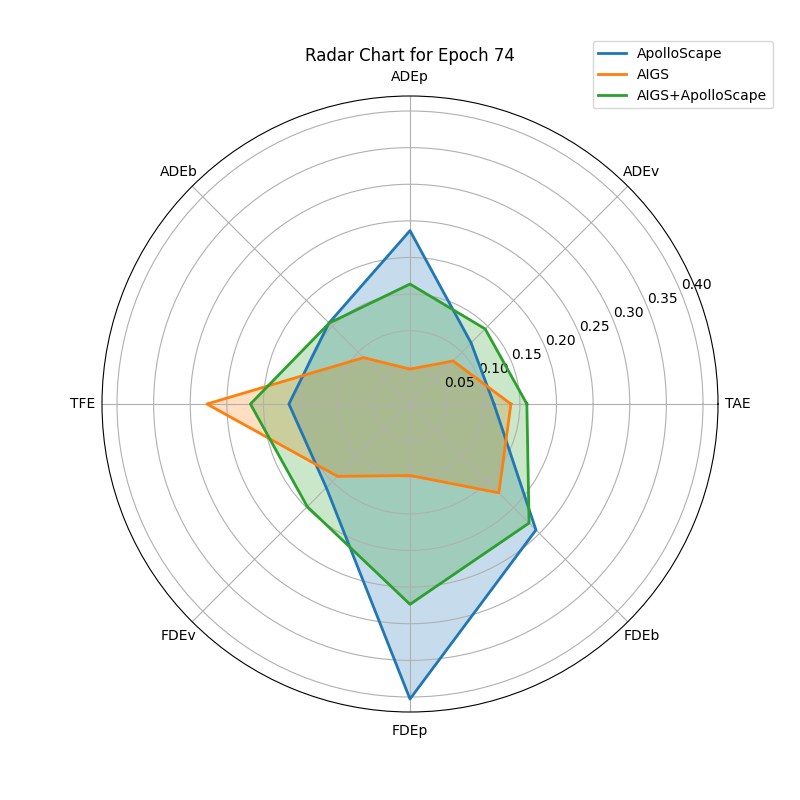 Radar Chart for Epoch 74
ApolloScape
AIGS
AIGS+ApolloScape
ADEp
ADEb
ADEv
0.40
0.35
0.30
0.25
0.20
0.15
0.10
0.05
TFE
TAE
FDEv
FDEb
FDEp